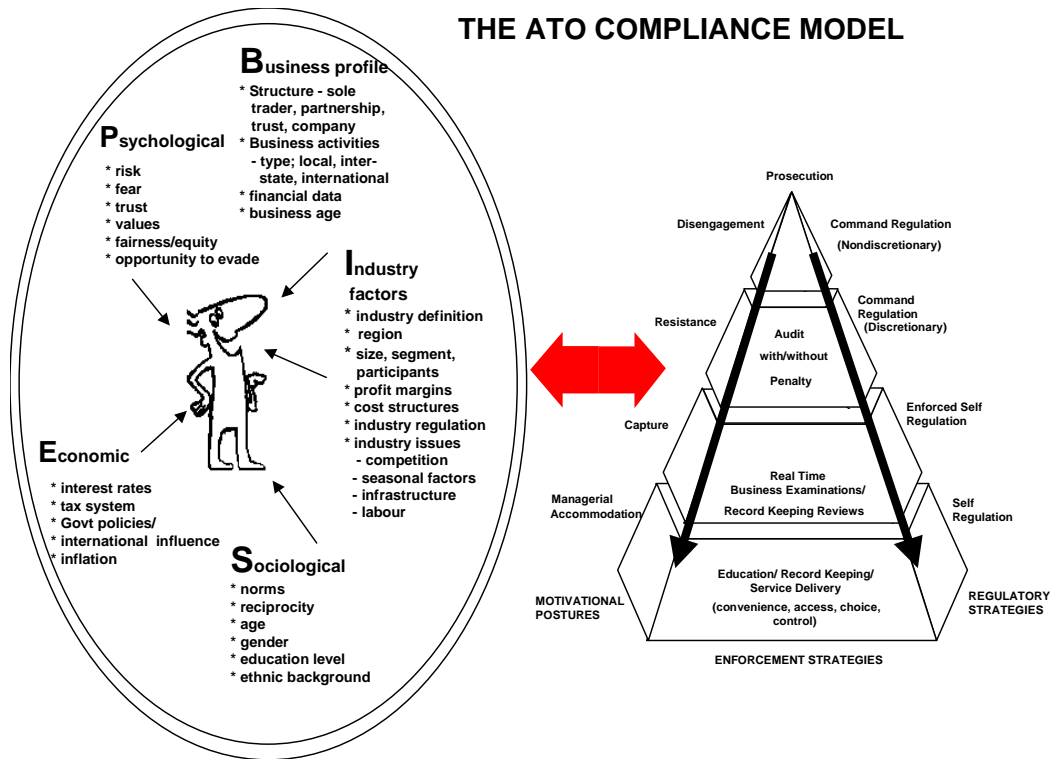 THE ATO COMPLIANCE MODEL
Business profile
* Structure - sole
trader, partnership,
trust, company
* Business activities
- type; local, inter-
state, international
* financial data
* business age
Psychological
* risk
* fear
* trust
* values
* fairness/equity
* opportunity to evade
Industry
factors
* industry definition
* region
* size, segment,
participants
* profit margins
* cost structures
* industry regulation
* industry issues
- competition
- seasonal factors
- infrastructure
- labour
Economic
* interest rates
* tax system
* Govt policies/
* international influence
* inflation
Sociological
* norms
* reciprocity
* age
* gender
* education level
* ethnic background
Prosecution
Disengagement
Command Regulation
(Nondiscretionary)
Resistance
Audit
with/without
Penalty
Command
Regulation
(Discretionary)
Capture
Enforced Self
Regulation
Real Time
Business Examinations/
Record Keeping Reviews
Managerial
Accommodation
Self
Regulation
Education/ Record Keeping/
Service Delivery
(convenience, access, choice,
control)
MOTIVATIONAL
POSTURES
REGULATORY
STRATEGIES
ENFORCEMENT STRATEGIES